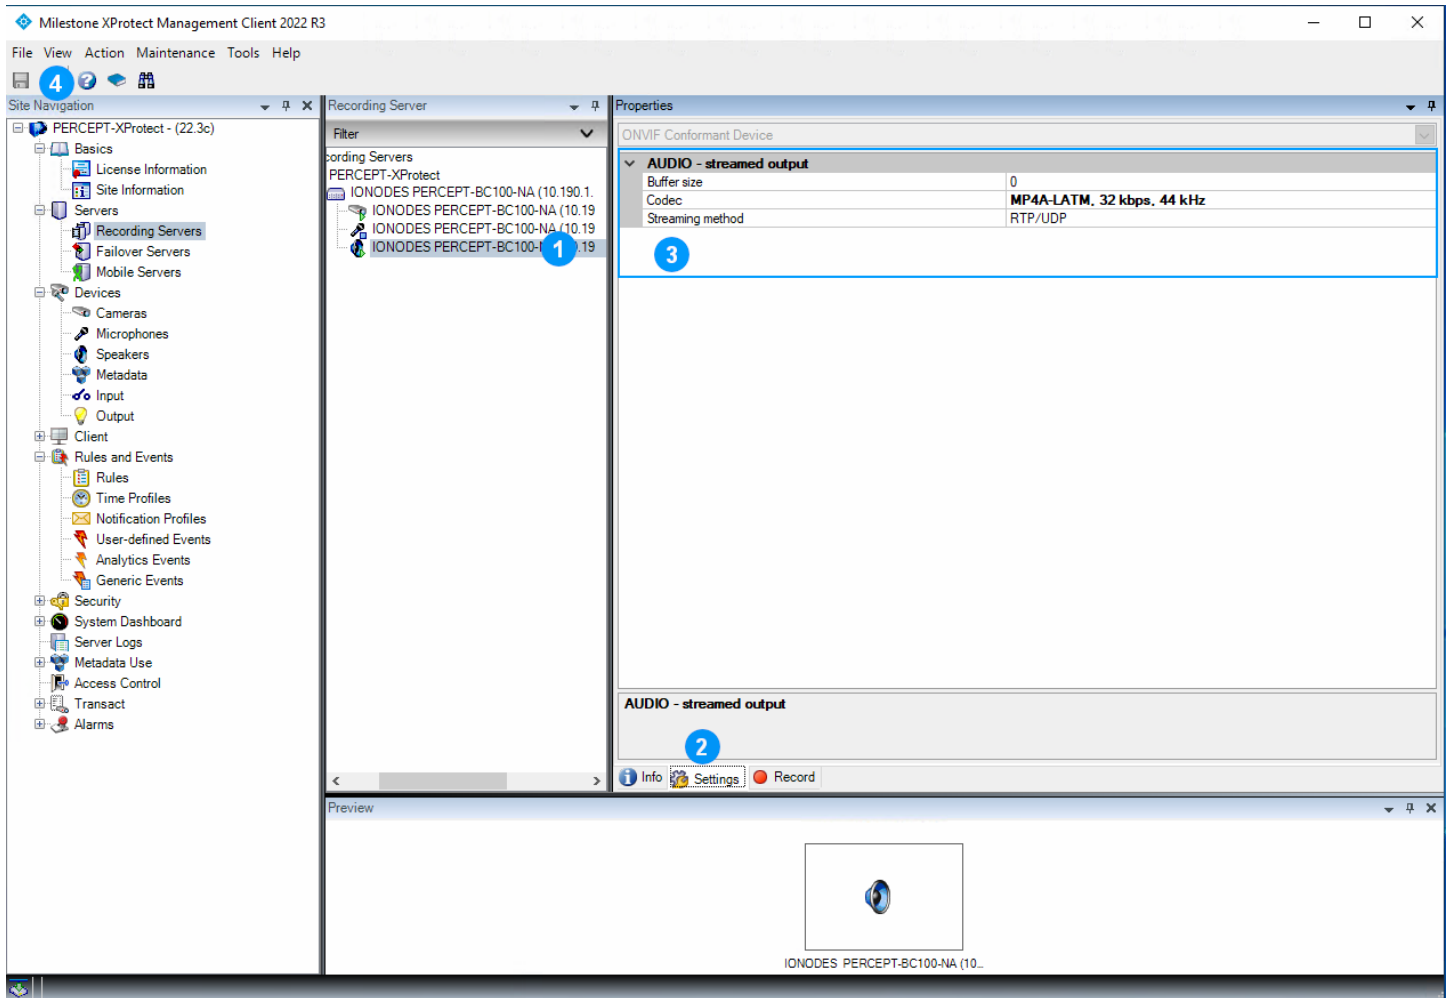 Milestone XProtect Management Client 2022 R3
File View Action Maintenance Tools Help
4
Site Navigation
PERCEPT-XProtect - (22.3c)
Basics
License Information
Site Information
Servers
Recording Servers
Failover Servers
Mobile Servers
Devices
Cameras
Microphones
Speakers
Metadata
Input
Output
Client
Rules and Events
Rules
Time Profiles
Notification Profiles
User-defined Events
Analytics Events
Generic Events
Security
System Dashboard
Server Logs
Metadata Use
Access Control
Transact
Alarms
Recording Server
Filter
cording Servers
PERCEPT-XProtect
IONODES PERCEPT-BC100-NA (10.190.1.
IONODES PERCEPT-BC100-NA (10.19
IONODES PERCEPT-BC100-NA (10.19
IONODES PERCEPT-BC100- 1 .19
Properties
ONVIF Conformant Device
AUDIO - streamed output
Buffer size 0
Codec MP4A-LATM, 32 kbps, 44 kHz
Streaming method RTP/UDP
3
AUDIO - streamed output
2
Info Settings Record
Preview
IONODES PERCEPT-BC100-NA (10...